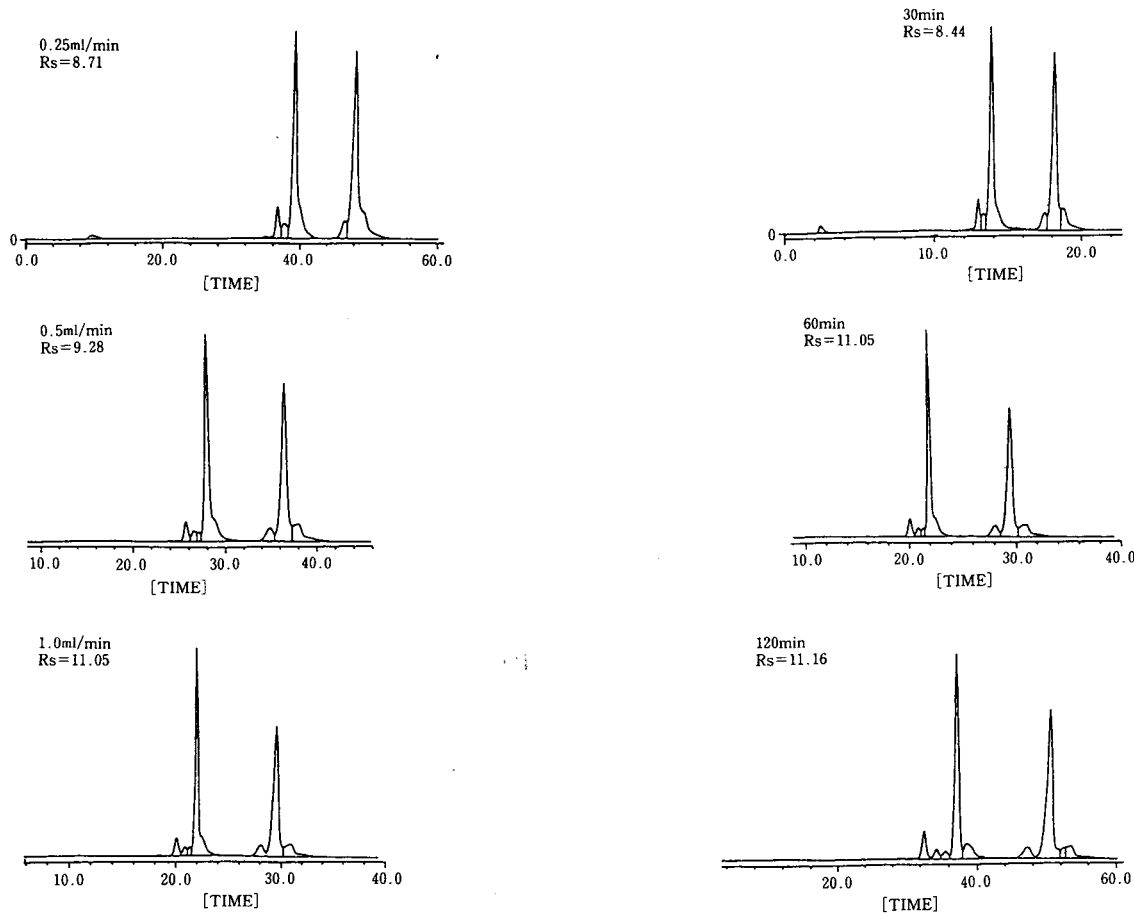 0.25ml/min
Rs=8.71
0
0.0 20.0 40.0 60.0
[TIME]
0.5ml/min
Rs=9.28
10.0 20.0 30.0 40.0
[TIME]
1.0ml/min
Rs=11.05
10.0 20.0 30.0 40.0
[TIME]
30min
Rs=8.44
0
0.0 10.0 20.0
[TIME]
60min
Rs=11.05
10.0 20.0 30.0 40.0
[TIME]
120min
Rs=11.16
20.0 40.0 60.0
[TIME]